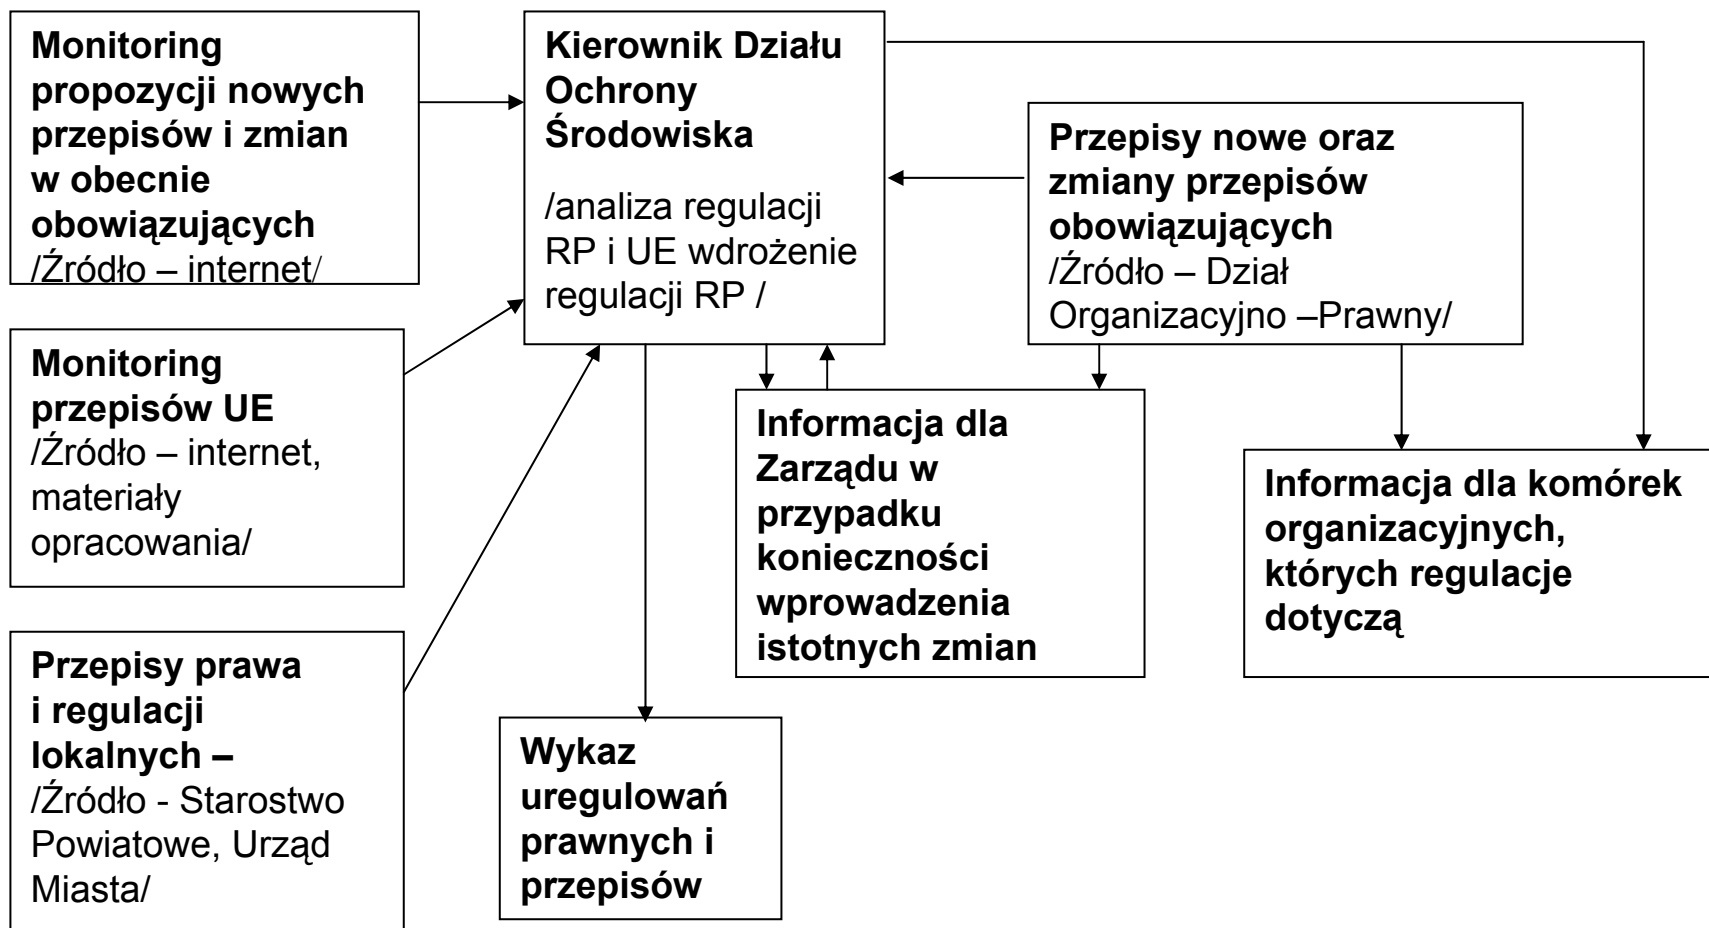 Monitoring
propozycji nowych
przepisów i zmian
w obecnie
obowiązujących
/Źródło – internet/
Kierownik Działu
Ochrony
Środowiska
/analiza regulacji
RP i UE wdrożenie
regulacji RP /
Przepisy nowe oraz
zmiany przepisów
obowiązujących
/Źródło – Dział
Organizacyjno –Prawny/
Monitoring
przepisów UE
/Źródło – internet,
materiały
opracowania/
Informacja dla
Zarządu w
przypadku
konieczności
wprowadzenia
istotnych zmian
Informacja dla komórek
organizacyjnych,
których regulacje
dotyczą
Przepisy prawa
i regulacji
lokalnych –
/Źródło - Starostwo
Powiatowe, Urząd
Miasta/
Wykaz
uregulowań
prawnych i
przepisów